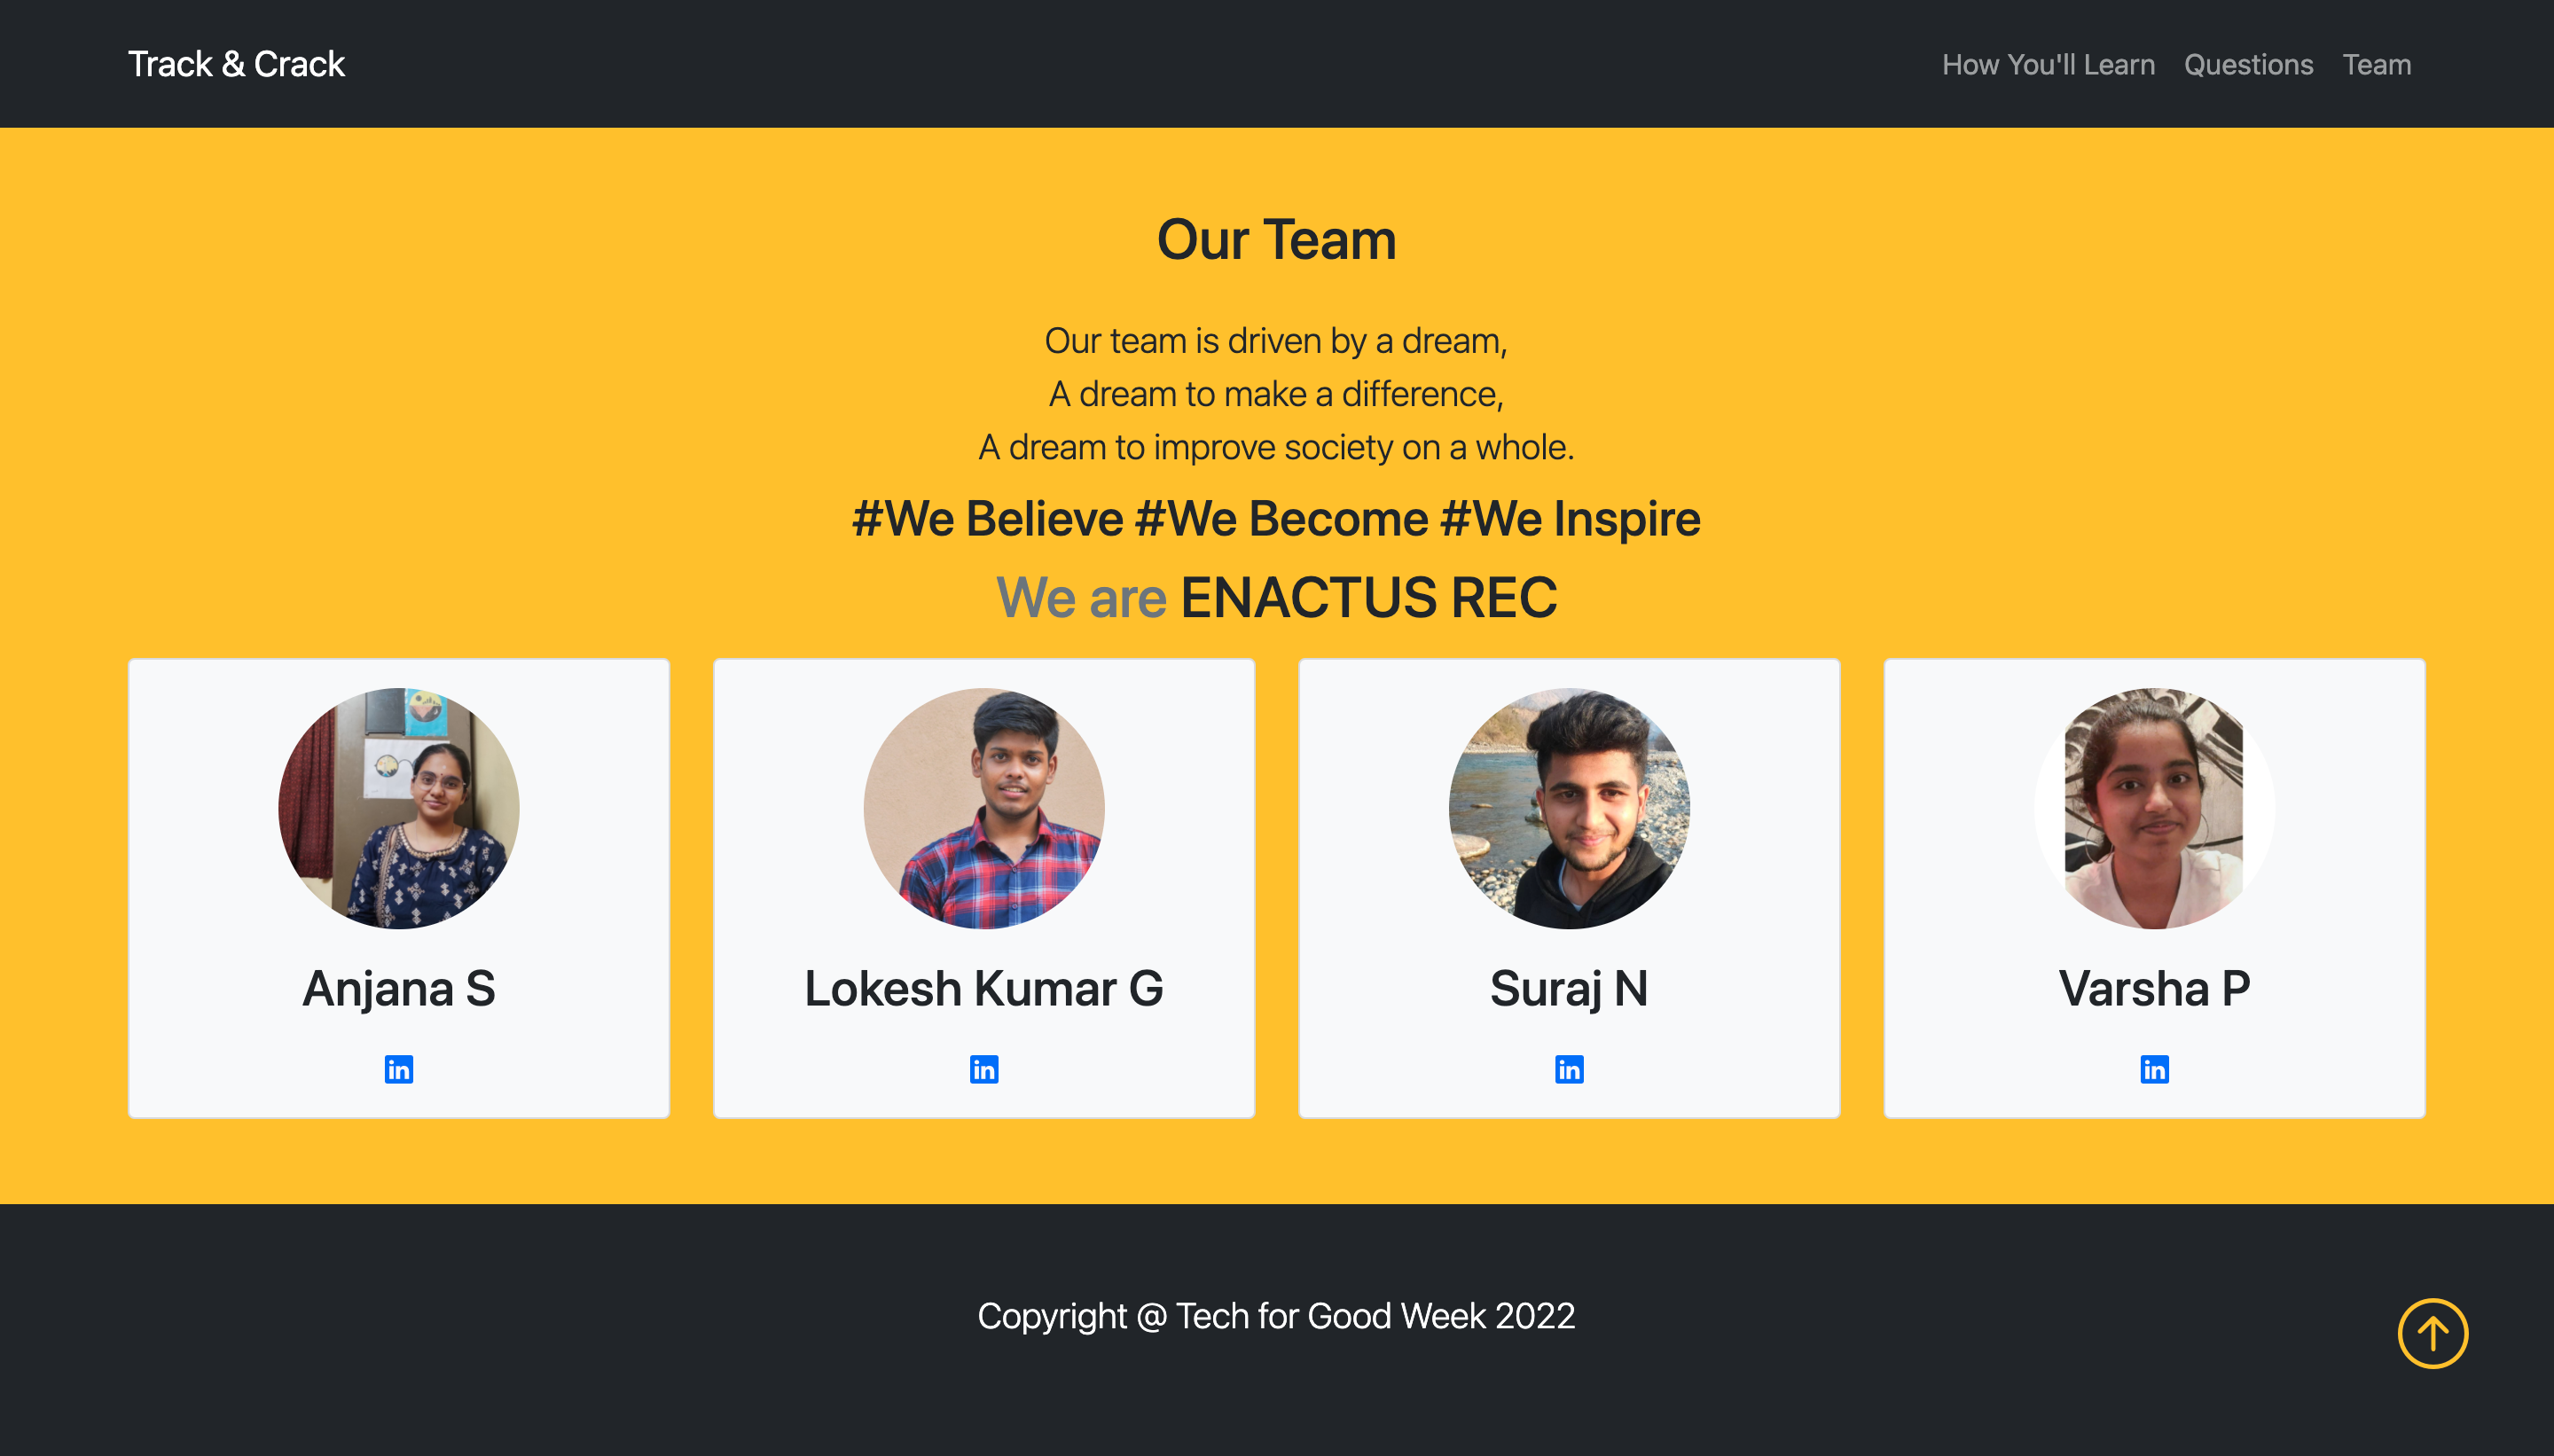 Track & Crack
How You'll Learn Questions Team
Our Team
Our team is driven by a dream,
A dream to make a difference,
A dream to improve society on a whole.
#We Believe #We Become #We Inspire
We are ENACTUS REC
Anjana S
Lokesh Kumar G
Suraj N
Varsha P
in
in
in
in
Copyright @ Tech for Good Week 2022